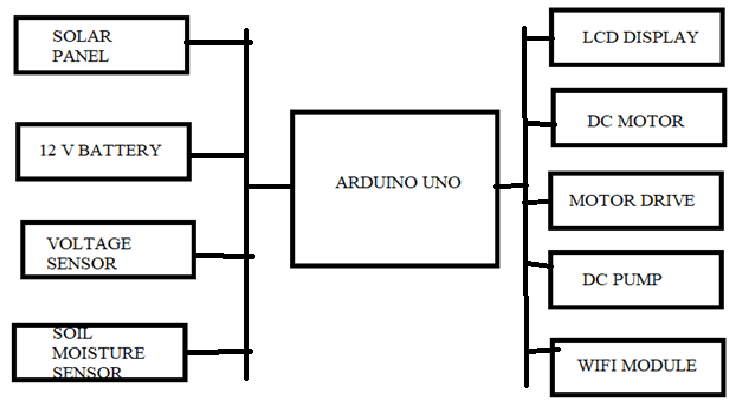 SOLAR
PANEL
12 V BATTERY
VOLTAGE
SENSOR
SOIL
MOISTURE
SENSOR
ARDUINO UNO
LCD DISPLAY
DC MOTOR
MOTOR DRIVE
DC PUMP
WIFI MODULE